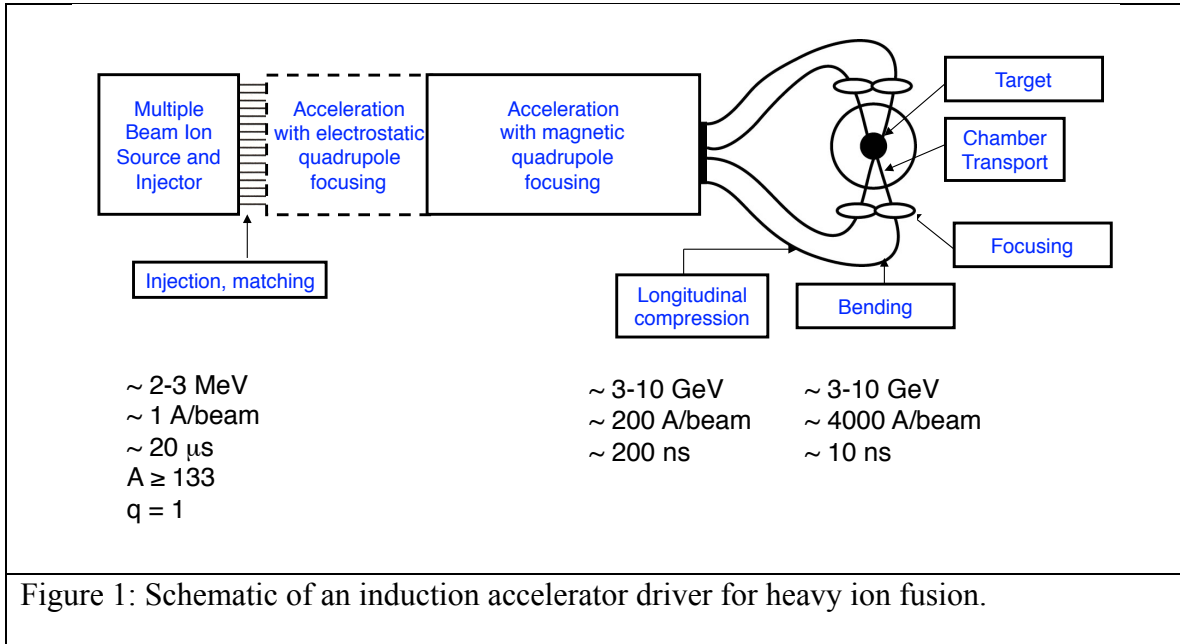 Multiple
Beam Ion
Source and
Injector
Acceleration
with electrostatic
quadrupole
focusing
Acceleration
with magnetic
quadrupole
focusing
Target
Chamber
Transport
Focusing
Injection, matching
Longitudinal
compression
Bending
~ 2-3 MeV
~ 1 A/beam
~ 20 μs
A ≥ 133
q = 1
~ 3-10 GeV
~ 200 A/beam
~ 200 ns
~ 3-10 GeV
~ 4000 A/beam
~ 10 ns
Figure 1: Schematic of an induction accelerator driver for heavy ion fusion.